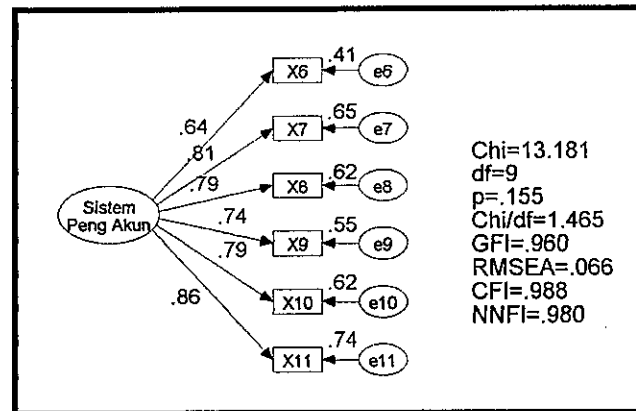 .41
X6
e6
.64
.65
X7
e7
.81
.79
.62
X8
e8
Sistem
Peng Akun
.74
.55
X9
e9
.79
.62
X10
e10
.86
.74
X11
e11
Chi=13.181
df=9
p=.155
Chi/df=1.465
GFI=.960
RMSEA=.066
CFI=.988
NNFI=.980